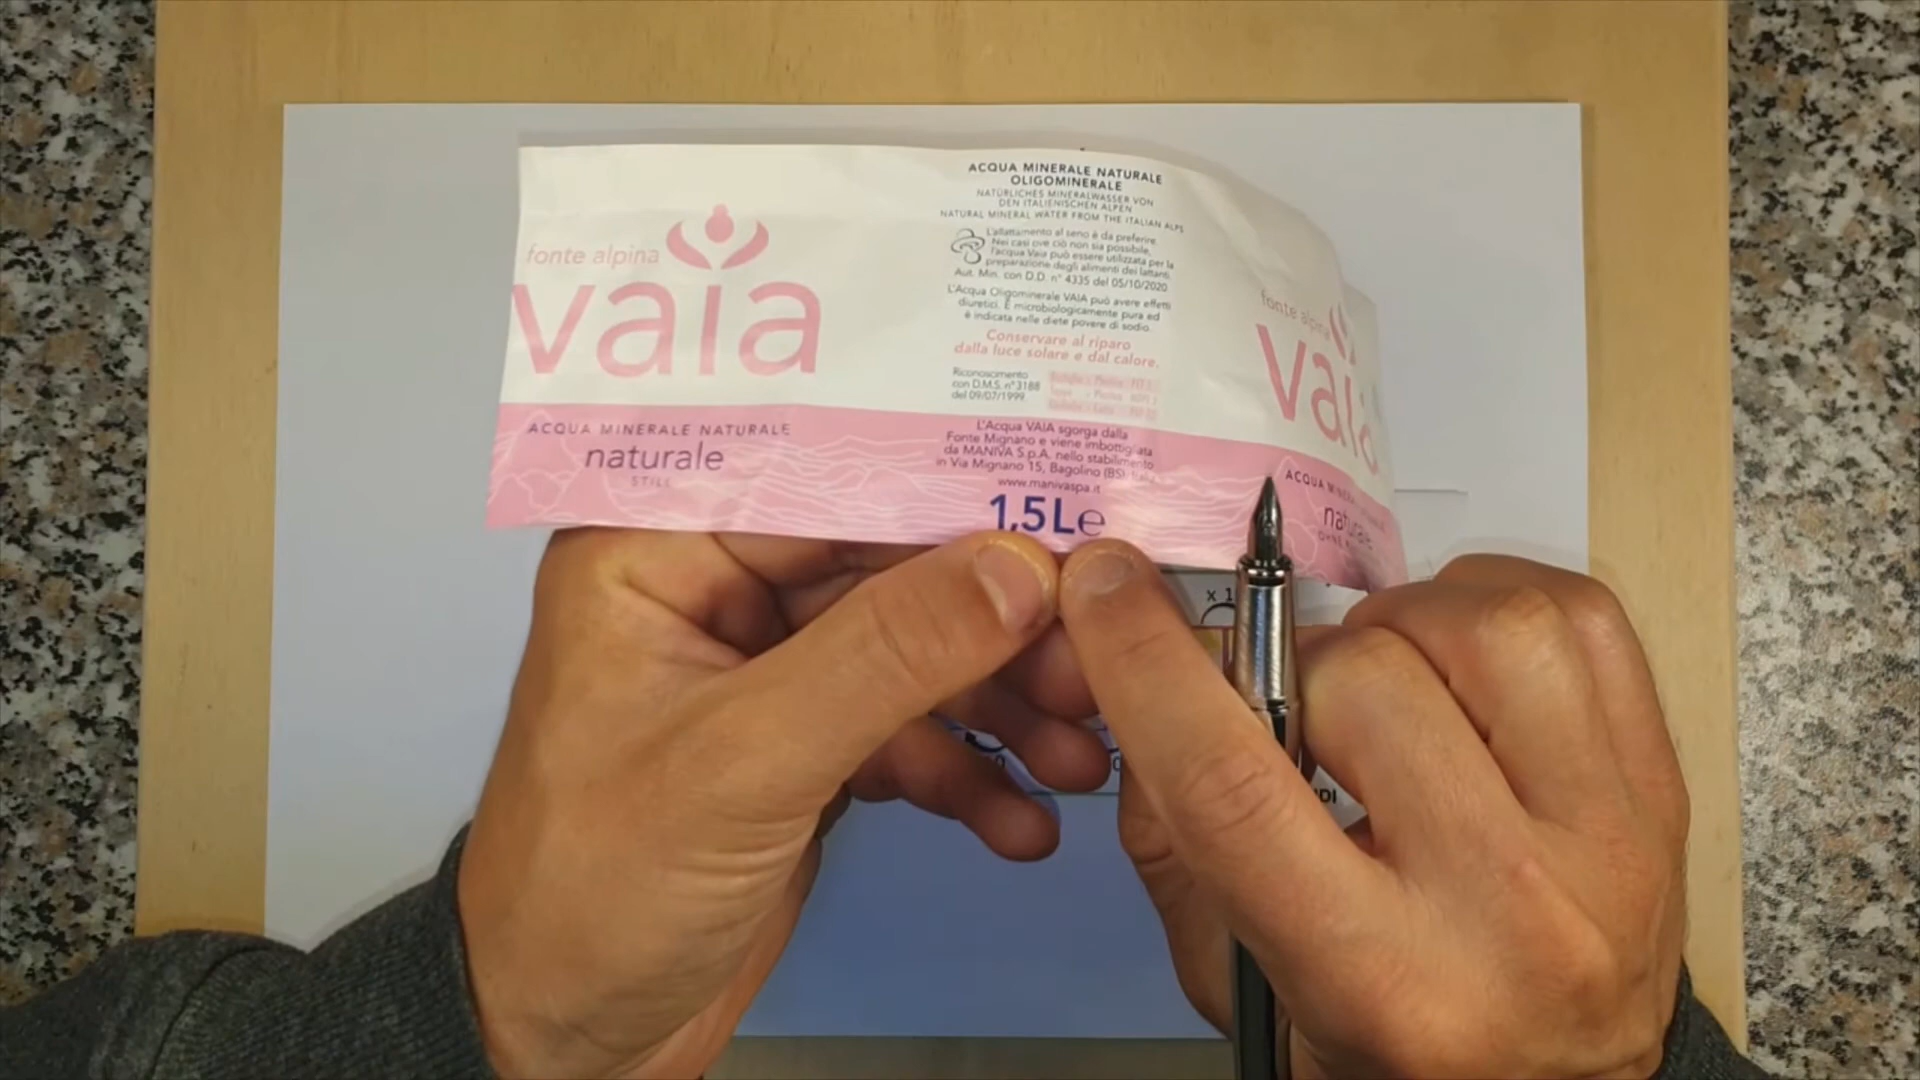 fonte alpina
vaia
ACQUA MINERALE NATURALE
naturale
STILL
ACQUA MINERALE NATURALE
OLIGOMINERALE
NATÜRLICHES MINERALWASSER VON
DEN ITALIENISCHEN ALPEN
NATURAL MINERAL WATER FROM THE ITALIAN ALPS
L'allattamento al seno è da preferire.
Nei casi ove ciò non sia possibile,
l'acqua Vaia può essere utilizzata per la
preparazione degli alimenti dei lattanti.
Aut. Min. con D.D. n° 4335 del 05/10/2020
L'Acqua Oligominerale VAIA può avere effetti
diuretici. È microbiologicamente pura ed
è indicata nelle diete povere di sodio.
Conservare al riparo
dalla luce solare e dal calore.
Riconoscimento
con D.M.S. n°3188
del 09/07/1999
L'Acqua VAIA sgorga dalla
Fonte Mignano e viene imbottigliata
da MANIVA S.p.A. nello stabilimento
in Via Mignano 15, Bagolino (BS), Italy
www.manivaspa.it
1,5 L e
fonte alpina
vaia
ACQUA
naturale
x 1